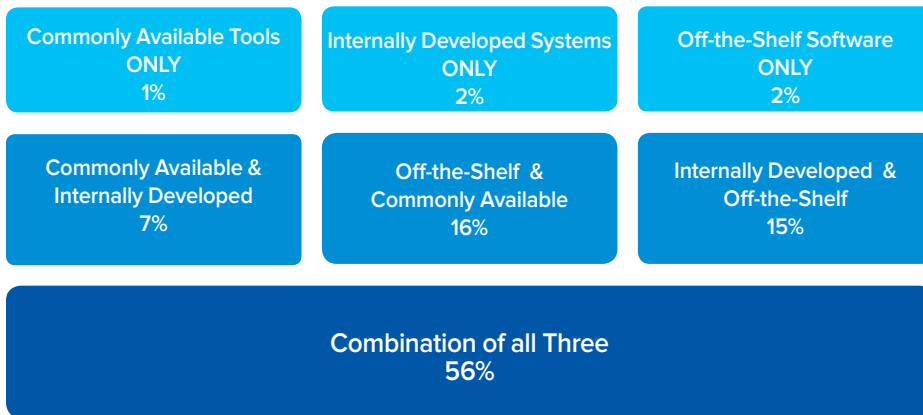 Commonly Available Tools
ONLY
1%
Internally Developed Systems
ONLY
2%
Off-the-Shelf Software
ONLY
2%
Commonly Available &
Internally Developed
7%
Off-the-Shelf &
Commonly Available
16%
Internally Developed &
Off-the-Shelf
15%
Combination of all Three
56%